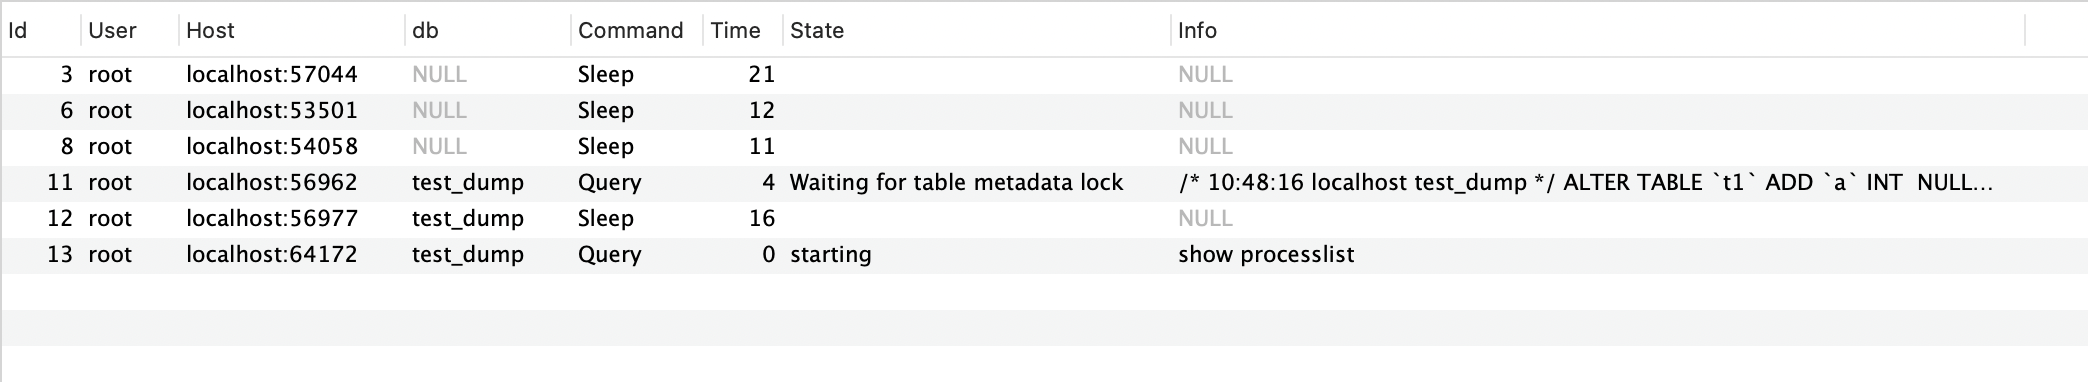 Id User Host db Command Time State Info
3 root localhost:57044 NULL Sleep 21 NULL
6 root localhost:53501 NULL Sleep 12 NULL
8 root localhost:54058 NULL Sleep 11 NULL
11 root localhost:56962 test_dump Query 4 Waiting for table metadata lock /* 10:48:16 localhost test_dump */ ALTER TABLE `t1` ADD `a` INT  NULL...
12 root localhost:56977 test_dump Sleep 16 NULL
13 root localhost:64172 test_dump Query 0 starting show processlist